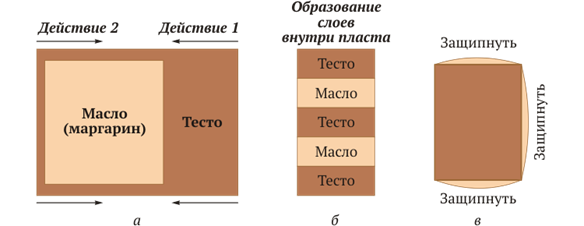 Действие 2
Действие 1
Масло
(маргарин)
Тесто
а
Образование
слоев
внутри пласта
Тесто
Масло
Тесто
Масло
Тесто
б
Защипнуть
Защипнуть
Защипнуть
в